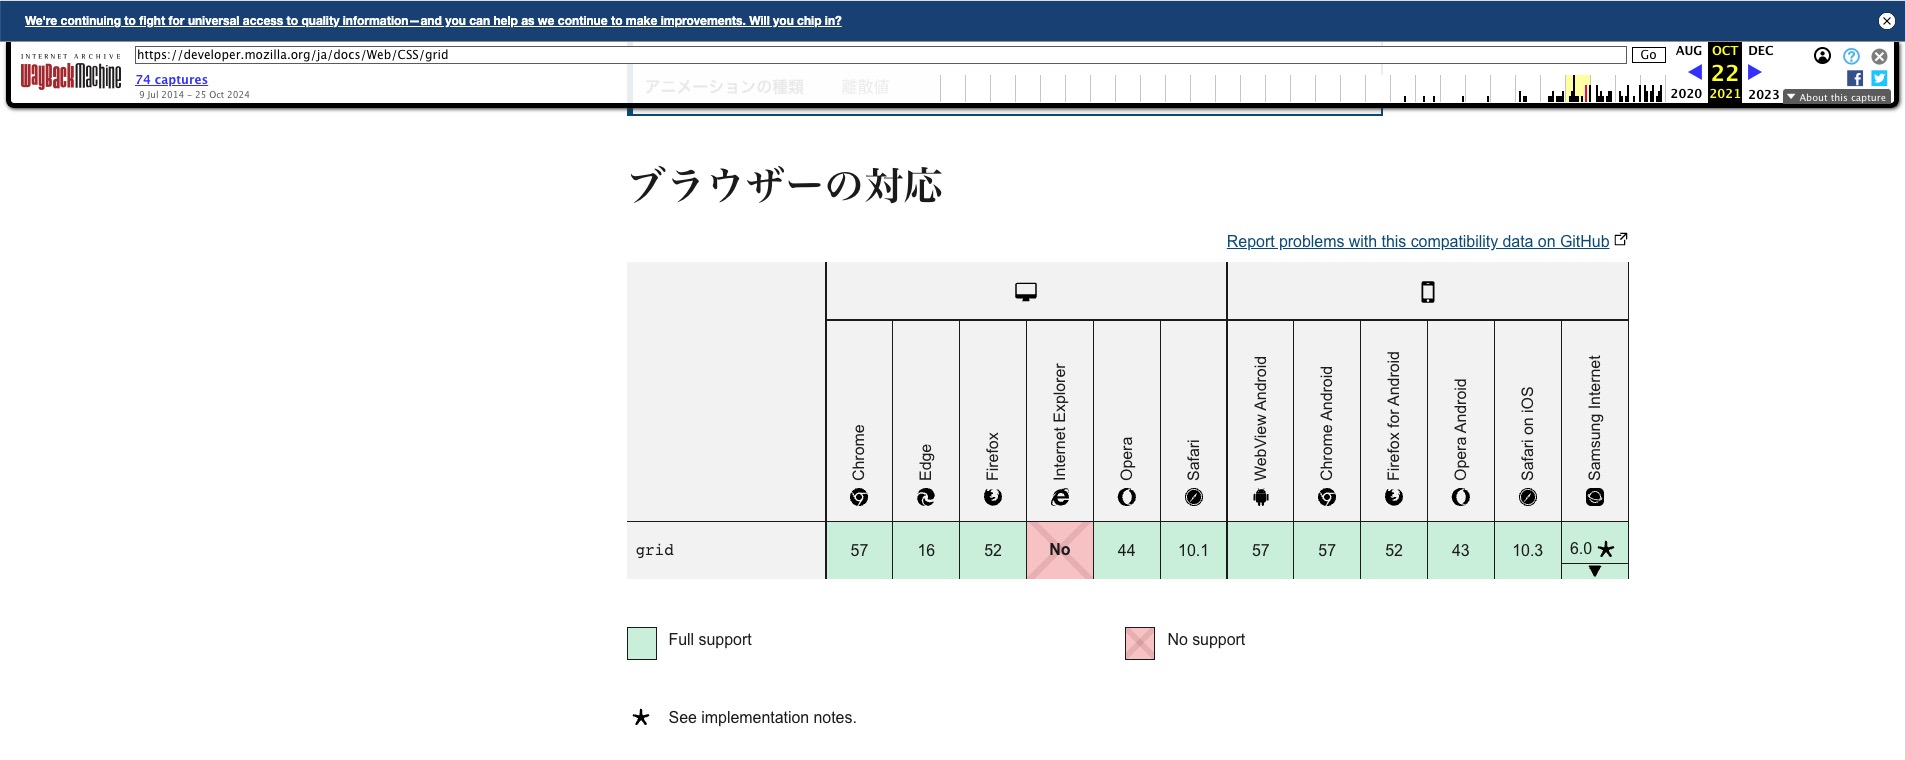 We're continuing to fight for universal access to quality information—and you can help as we continue to make improvements. Will you chip in?
INTERNET ARCHIVE
WayBackMachine
https://developer.mozilla.org/ja/docs/Web/CSS/grid
Go
74 captures
9 Jul 2014 – 25 Oct 2024
AUG OCT DEC
22
2020 2021 2023
About this capture
アニメーションの種類 離散値
ブラウザーの対応
Report problems with this compatibility data on GitHub
Chrome
Edge
Firefox
Internet Explorer
Opera
Safari
WebView Android
Chrome Android
Firefox for Android
Opera Android
Safari on iOS
Samsung Internet
grid 57 16 52 No 44 10.1 57 57 52 43 10.3 6.0
Full support
No support
See implementation notes.